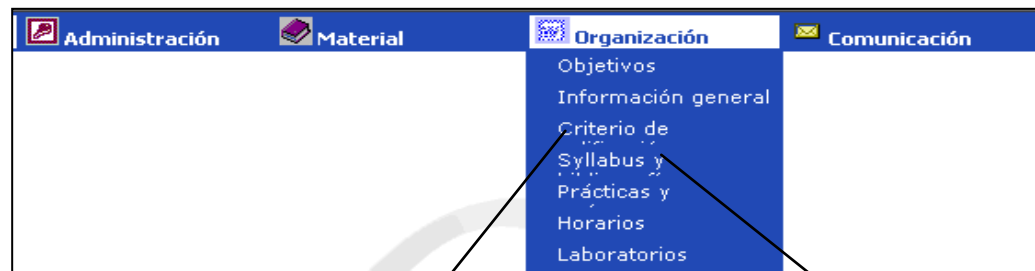 Administración Material Organización Comunicación
Objetivos
Información general
Criterio de
Syllabus y
Prácticas y
Horarios
Laboratorios